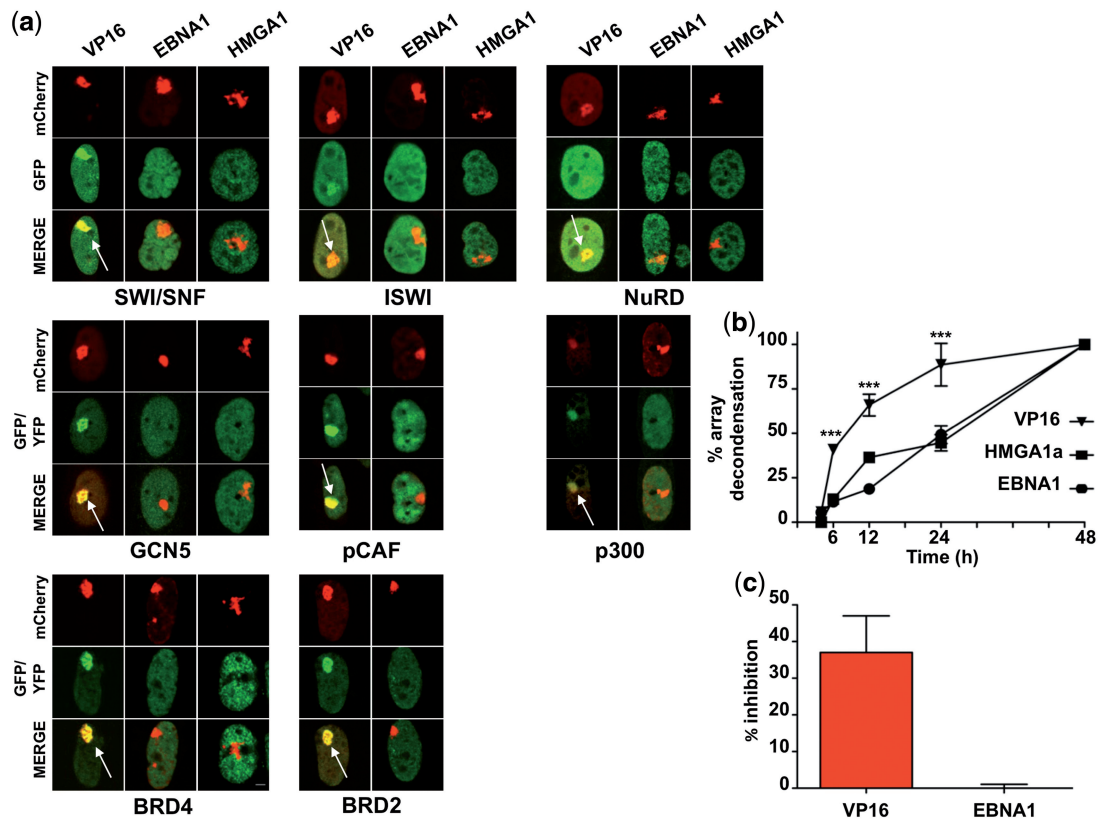 (a)
VP16 EBNA1 HMGA1
VP16 EBNA1 HMGA1
VP16 EBNA1 HMGA1
mCherry
GFP
MERGE
SWI/SNF
ISWI
NuRD
mCherry
GFP/
YFP
MERGE
GCN5
pCAF
p300
mCherry
GFP/
YFP
MERGE
BRD4
BRD2
(b)
% array
decondensation
100
75
50
25
0
***
***
***
VP16
HMGA1a
EBNA1
6 12 24 48
Time (h)
(c)
% inhibition
50
40
30
20
10
0
VP16 EBNA1